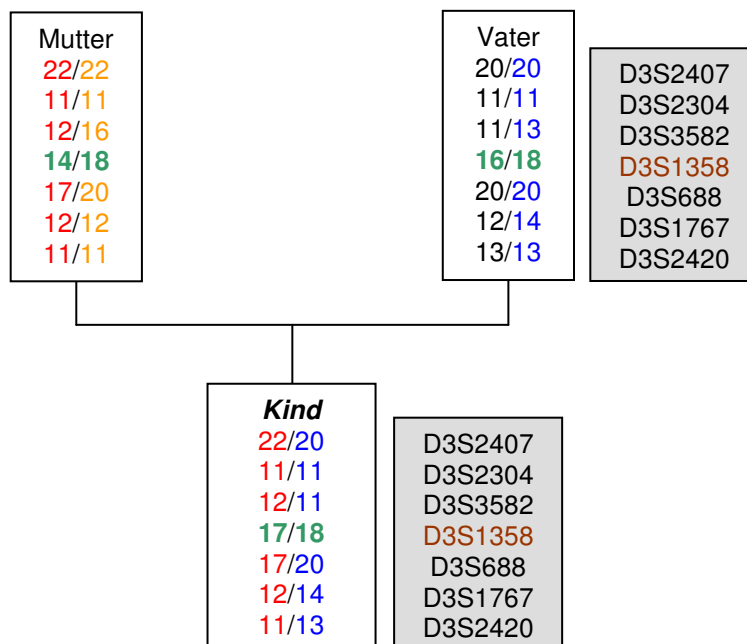 Mutter
22/22
11/11
12/16
14/18
17/20
12/12
11/11
Vater
20/20
11/11
11/13
16/18
20/20
12/14
13/13
D3S2407
D3S2304
D3S3582
D3S1358
D3S688
D3S1767
D3S2420
Kind
22/20
11/11
12/11
17/18
17/20
12/14
11/13
D3S2407
D3S2304
D3S3582
D3S1358
D3S688
D3S1767
D3S2420